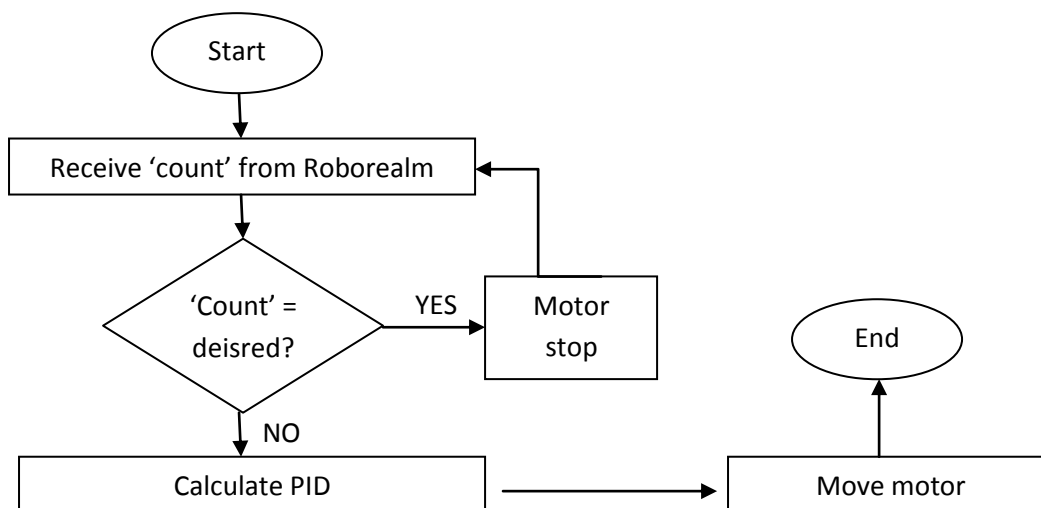 Start
Receive ‘count’ from Roborealm
‘Count’ =
deisred?
YES
Motor
stop
NO
Calculate PID
Move motor
End